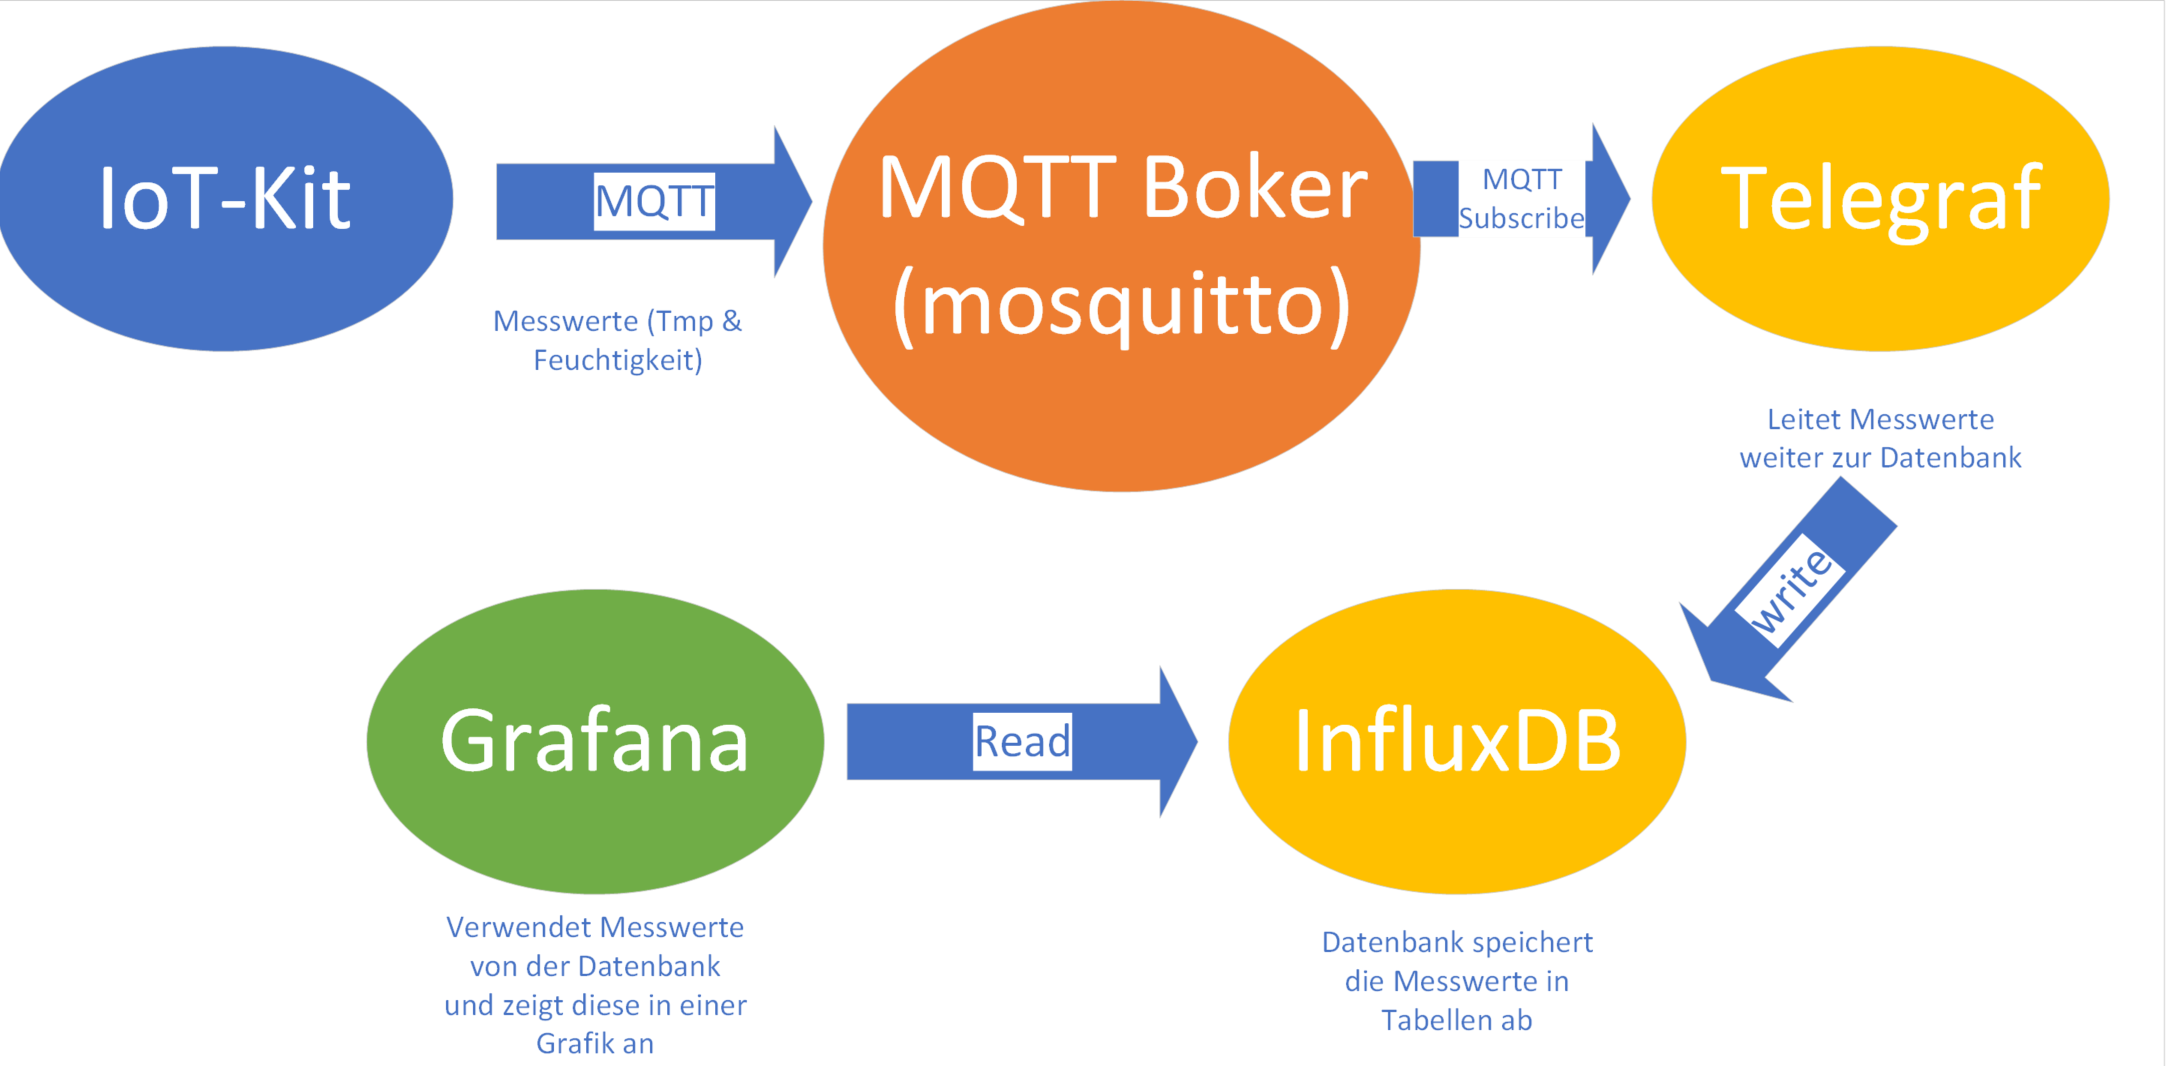 IoT-Kit
MQTT
Messwerte (Tmp &
Feuchtigkeit)
MQTT Boker
(mosquitto)
MQTT
Subscribe
Telegraf
Leitet Messwerte
weiter zur Datenbank
write
Grafana
Read
InfluxDB
Verwendet Messwerte
von der Datenbank
und zeigt diese in einer
Grafik an
Datenbank speichert
die Messwerte in
Tabellen ab